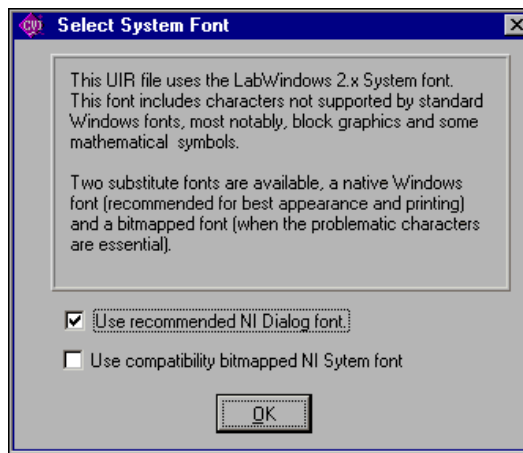 CVI Select System Font
This UIR file uses the LabWindows 2.x System font.
This font includes characters not supported by standard
Windows fonts, most notably, block graphics and some
mathematical symbols.
Two substitute fonts are available, a native Windows
font (recommended for best appearance and printing)
and a bitmapped font (when the problematic characters
are essential).
Use recommended NI Dialog font.
Use compatibility bitmapped NI Sytem font
OK